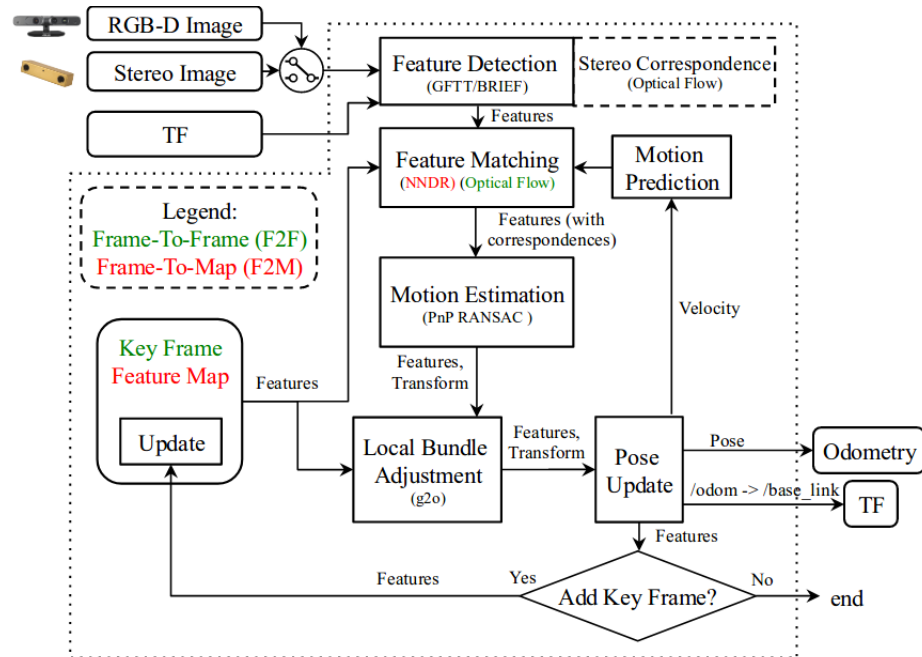 RGB-D Image
Stereo Image
TF
Feature Detection
(GFTT/BRIEF)
Stereo Correspondence
(Optical Flow)
Features
Feature Matching
(NNDR) (Optical Flow)
Motion
Prediction
Legend:
Frame-To-Frame (F2F)
Frame-To-Map (F2M)
Features (with
correspondences)
Motion Estimation
(PnP RANSAC )
Velocity
Key Frame
Feature Map
Update
Features
Features,
Transform
Local Bundle
Adjustment
(g2o)
Features,
Transform
Pose
Update
Pose
Odometry
/odom -> /base_link
TF
Features
Features
Yes
Add Key Frame?
No
end